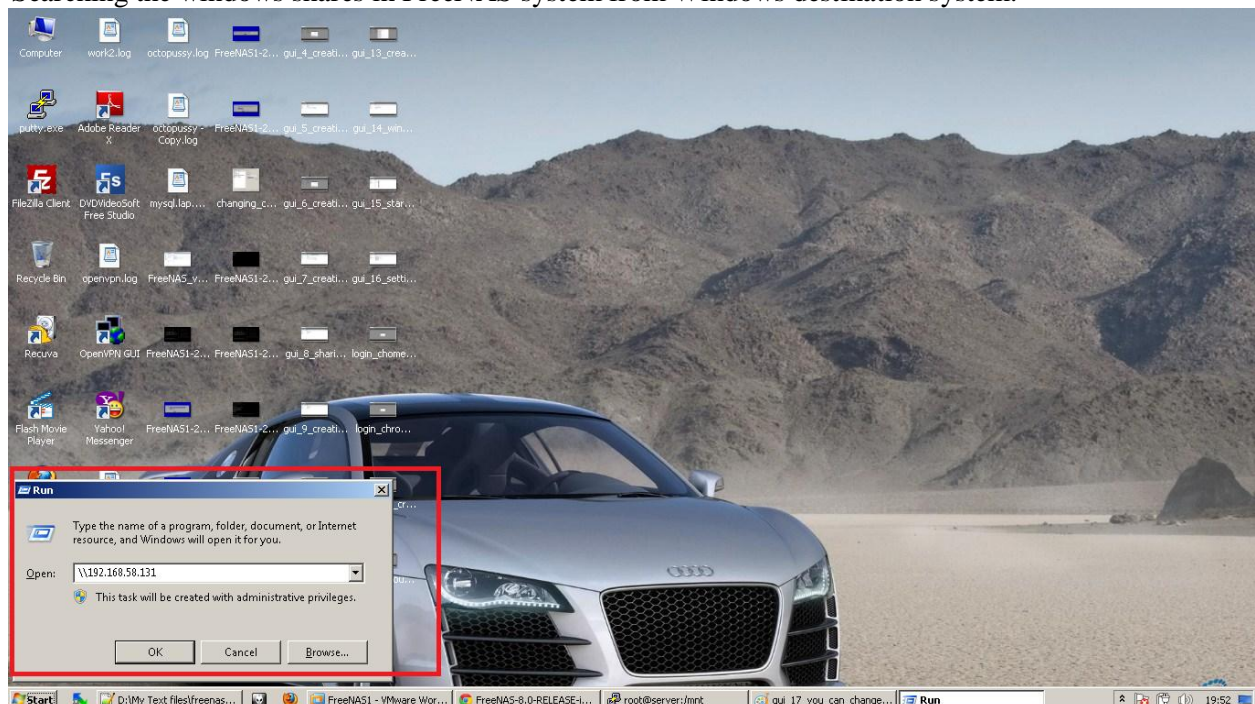 Searching the windows shares in FreeNAS system from Windows destination system.
Computer
work2.log
octopussy.log
FreeNAS1-2...
gui_4_creati...
gui_13_crea...
putty.exe
Adobe Reader X
octopussy - Copy.log
FreeNAS1-2...
gui_5_creati...
gui_14_win...
FileZilla Client
DVDVideoSoft Free Studio
mysql.lap....
changing_c...
gui_6_creati...
gui_15_star...
Recycle Bin
openvpn.log
FreeNAS_v...
FreeNAS1-2...
gui_7_creati...
gui_16_setti...
Recuva
OpenVPN GUI
FreeNAS1-2...
FreeNAS1-2...
gui_8_shari...
login_chome...
Flash Movie Player
Yahoo! Messenger
FreeNAS1-2...
FreeNAS1-2...
gui_9_creati...
login_chro...
Run
_cr...
Type the name of a program, folder, document, or Internet
resource, and Windows will open it for you.
Open:
\\192.168.58.131
ou...
This task will be created with administrative privileges.
OK
Cancel
Browse...
Start
D:\My Text files\freenas...
FreeNAS1 - VMware Wor...
FreeNAS-8.0-RELEASE-i...
root@server:/mnt
gui_17_you_can_change...
Run
19:52